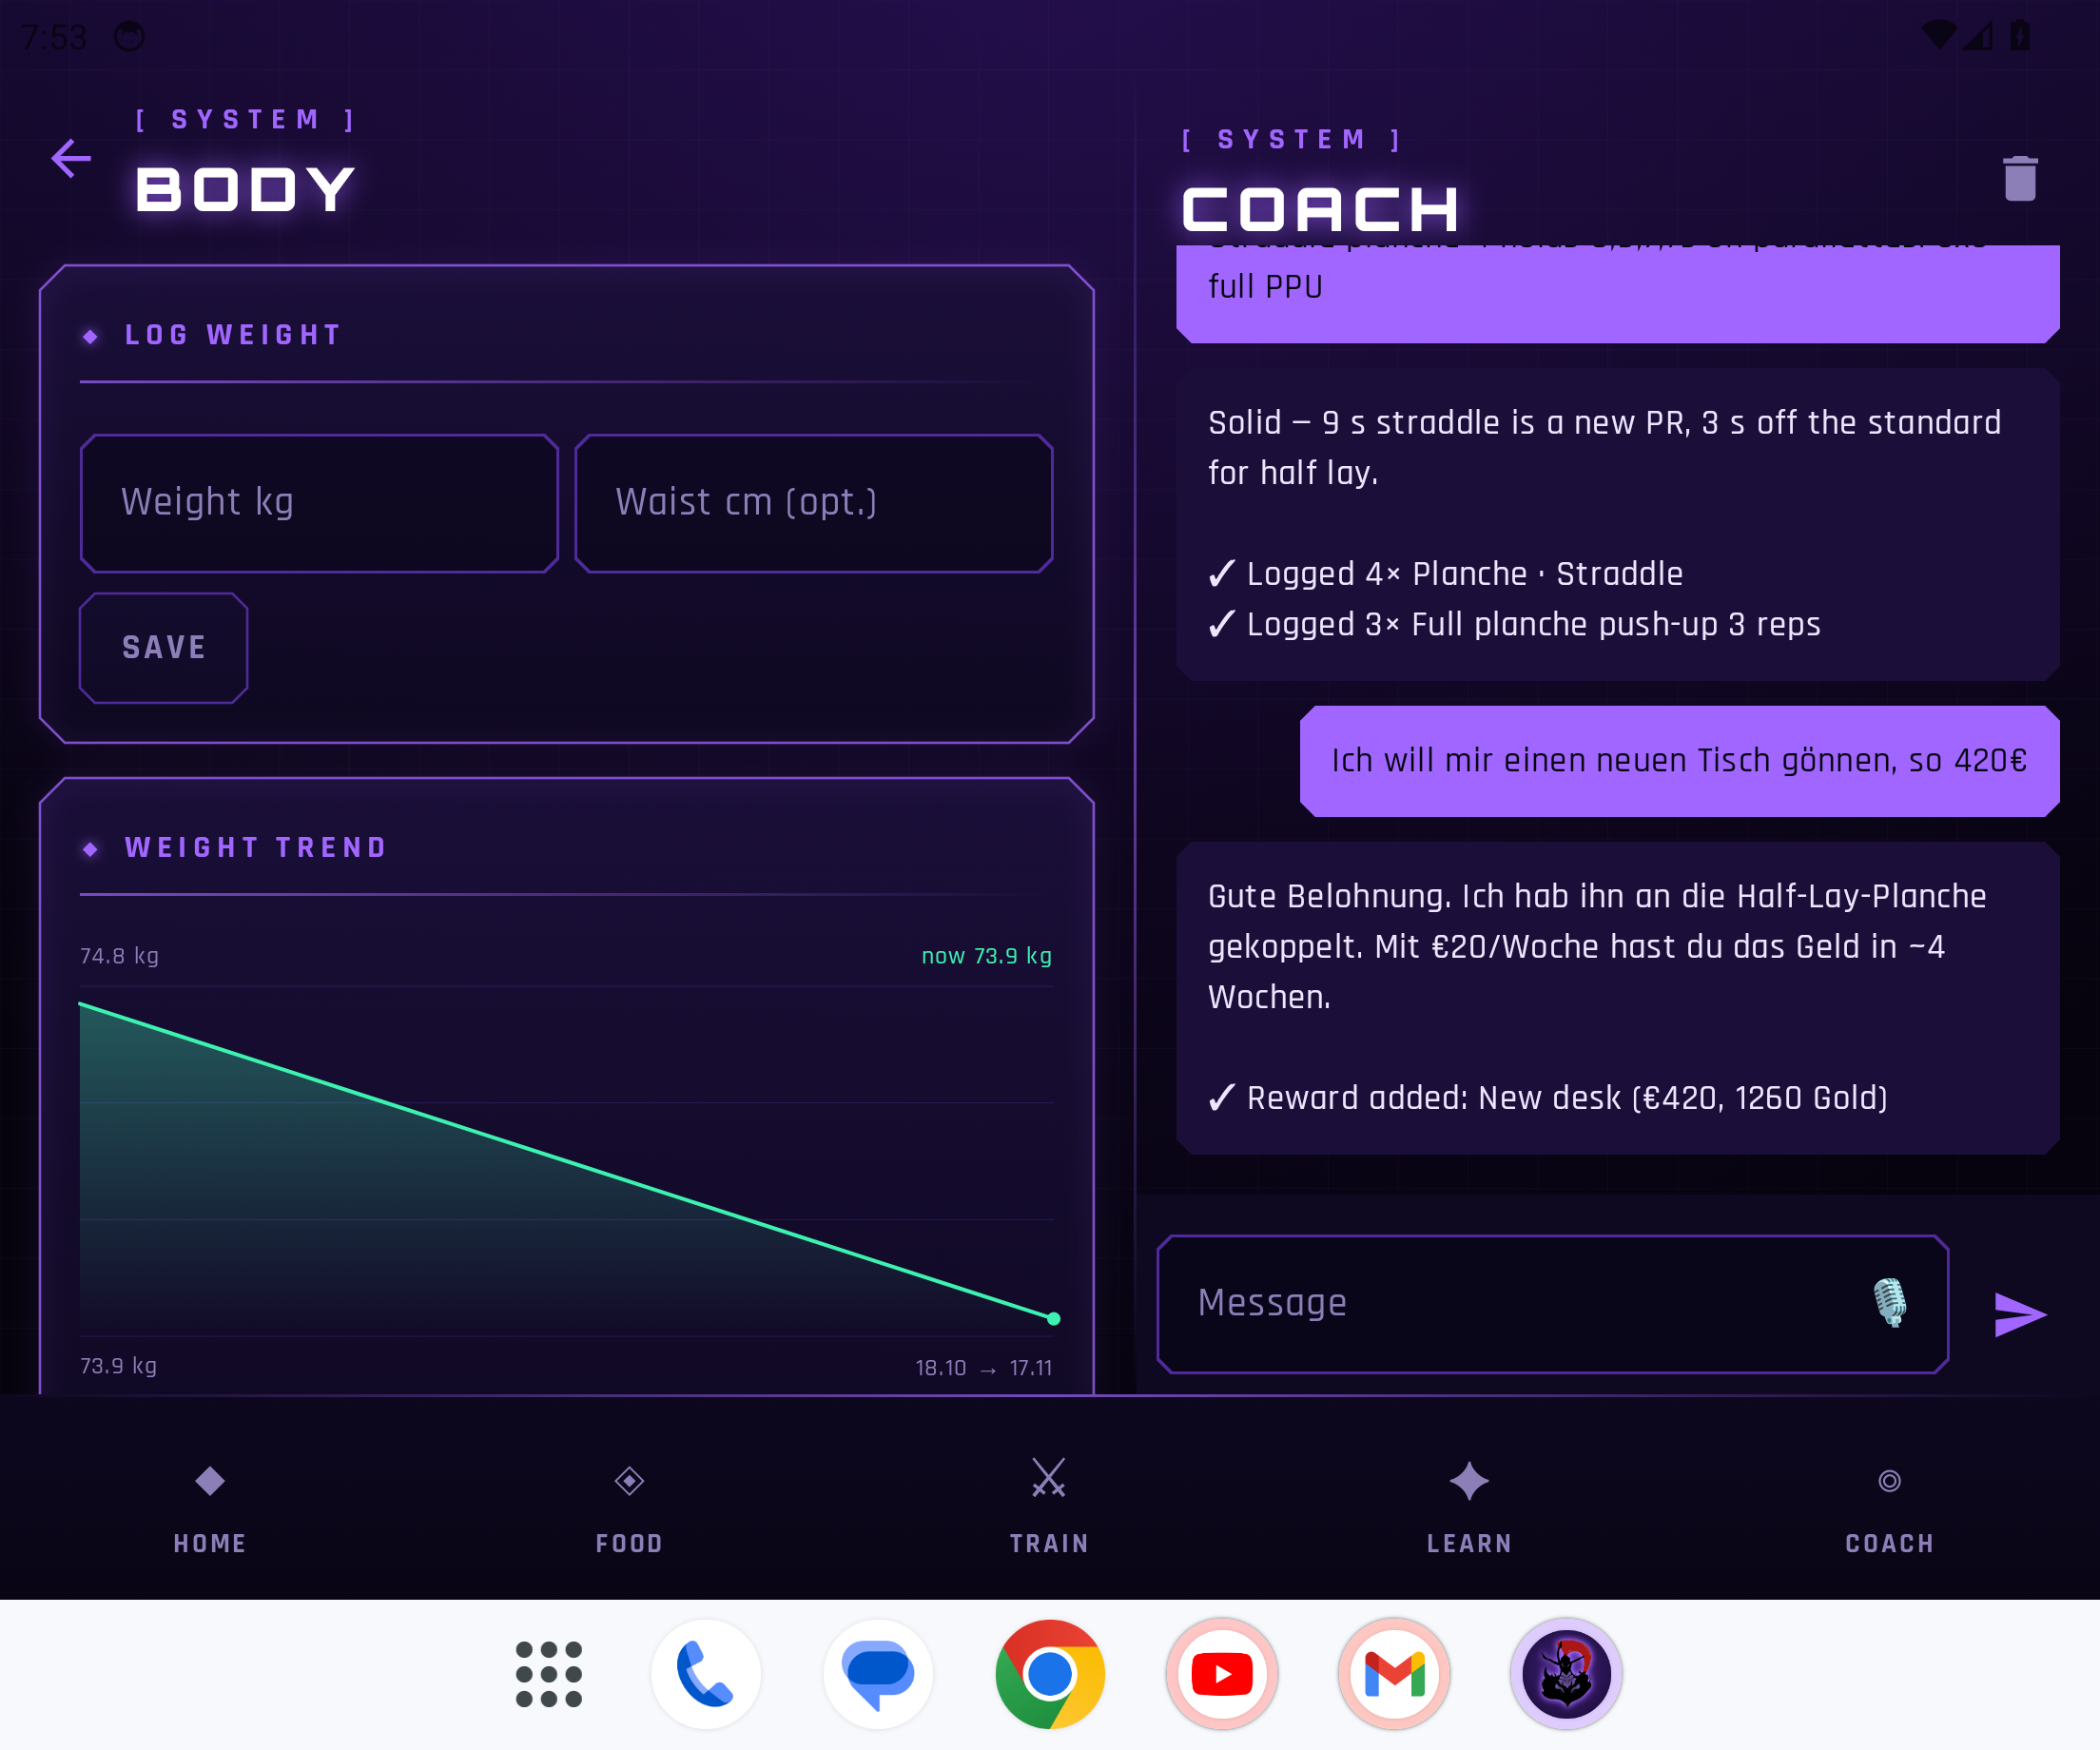 7:53
[ SYSTEM ]
BODY
LOG WEIGHT
Weight kg
Waist cm (opt.)
SAVE
WEIGHT TREND
74.8 kg
now 73.9 kg
73.9 kg
18.10 → 17.11
[ SYSTEM ]
COACH
full PPU
Solid – 9 s straddle is a new PR, 3 s off the standard
for half lay.
✓ Logged 4× Planche · Straddle
✓ Logged 3× Full planche push-up 3 reps
Ich will mir einen neuen Tisch gönnen, so 420€
Gute Belohnung. Ich hab ihn an die Half-Lay-Planche
gekoppelt. Mit €20/Woche hast du das Geld in ~4
Wochen.
✓ Reward added: New desk (€420, 1260 Gold)
Message
HOME
FOOD
TRAIN
LEARN
COACH